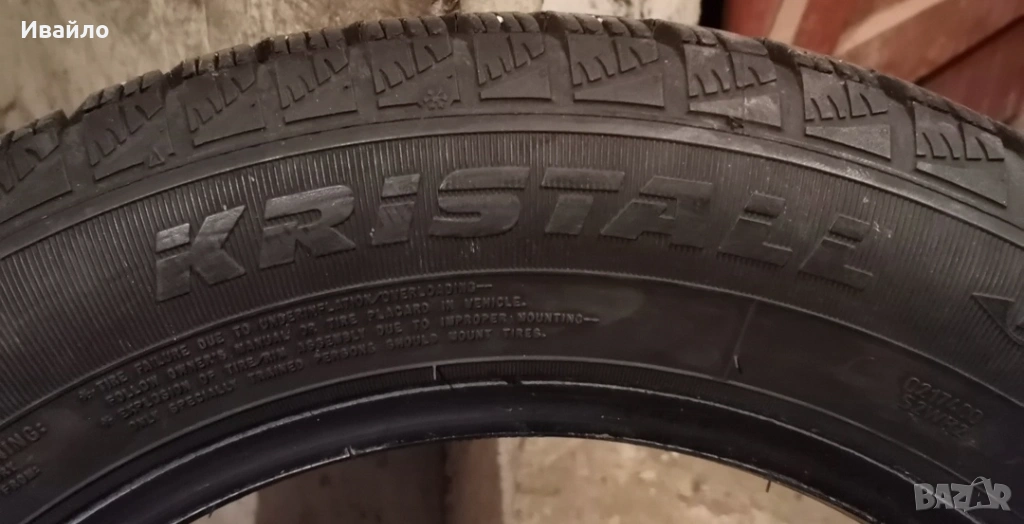 Ивайло
KRiSTALL
TIRE FAILURE DUE TO UNDERINFLATION/OVERLOADING—
FOLLOW OWNER'S MANUAL OR TIRE PLACARD IN VEHICLE.
EXPLOSION OF TIRE/RIM ASSEMBLY DUE TO IMPROPER MOUNTING—
SPECIALLY TRAINED PERSONS SHOULD MOUNT TIRES.
BAZAR